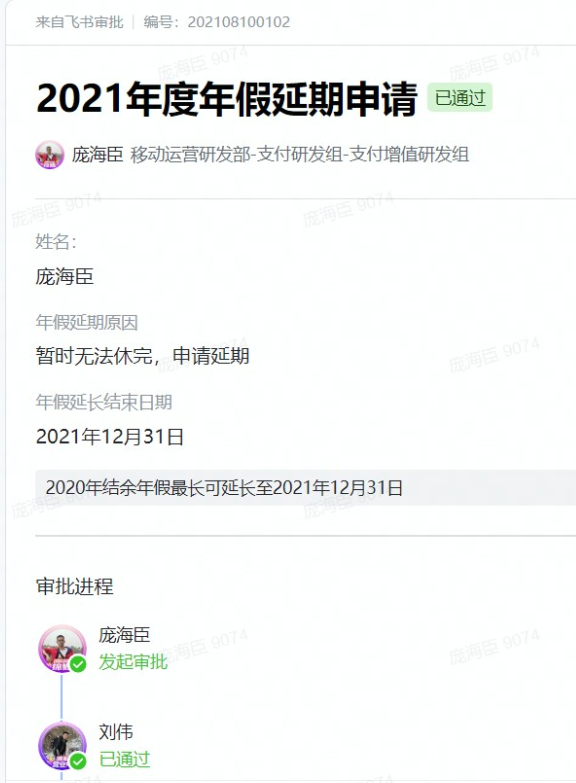 来自飞书审批 | 编号：202108100102
2021年度年假延期申请 已通过
庞海臣 移动运营研发部-支付研发组-支付增值研发组
姓名：
庞海臣
年假延期原因
暂时无法休完，申请延期
年假延长结束日期
2021年12月31日
2020年结余年假最长可延长至2021年12月31日
审批进程
庞海臣
发起审批
刘伟
已通过
庞海臣 9074
庞海臣 9074
庞海臣 9074
庞海臣 9074
庞海臣 9074
庞海臣 9074
庞海臣 9074
庞海臣 9074
庞海臣 9074
庞海臣 9074